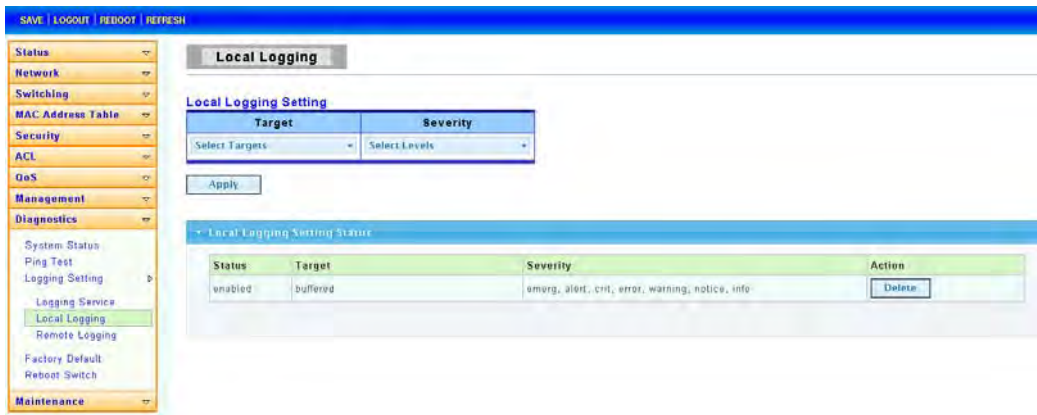 SAVE | LOGOUT | REBOOT | REFRESH
Status
Network
Switching
MAC Address Table
Security
ACL
QoS
Management
Diagnostics
System Status
Ping Test
Logging Setting
Logging Service
Local Logging
Remote Logging
Factory Default
Reboot Switch
Maintenance
Local Logging
Local Logging Setting
Target Severity
Select Targets Select Levels
Apply
Local Logging Setting Status
Status Target Severity Action
enabled buffered emerg, alert, crit, error, warning, notice, info Delete